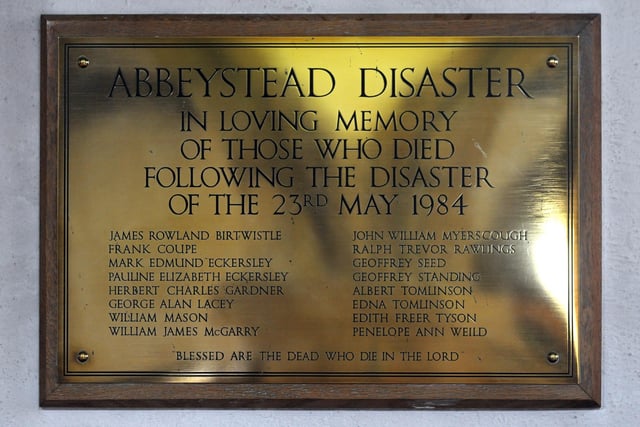 ABBEYSTEAD DISASTER
IN LOVING MEMORY
OF THOSE WHO DIED
FOLLOWING THE DISASTER
OF THE 23RD MAY 1984
JAMES ROWLAND BIRTWISTLE
FRANK COUPE
MARK EDMUND ECKERSLEY
PAULINE ELIZABETH ECKERSLEY
HERBERT CHARLES GARDNER
GEORGE ALAN LACEY
WILLIAM MASON
WILLIAM JAMES McGARRY
JOHN WILLIAM MYERSCOUGH
RALPH TREVOR RAWLINGS
GEOFFREY SEED
GEOFFREY STANDING
ALBERT TOMLINSON
EDNA TOMLINSON
EDITH FREER TYSON
PENELOPE ANN WEILD
"BLESSED ARE THE DEAD WHO DIE IN THE LORD"